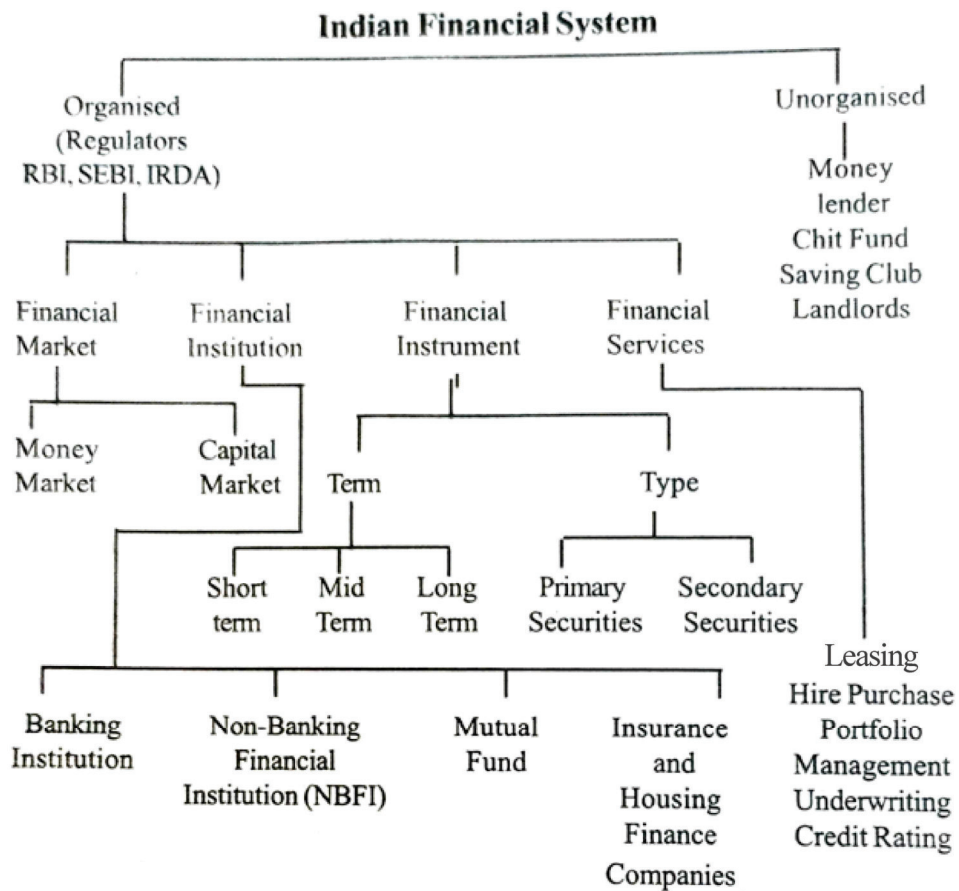 Indian Financial System
Organised
(Regulators
RBI, SEBI, IRDA)
Unorganised
Money
lender
Chit Fund
Saving Club
Landlords
Financial
Market
Financial
Institution
Financial
Instrument
Financial
Services
Money
Market
Capital
Market
Term
Type
Short
term
Mid
Term
Long
Term
Primary
Securities
Secondary
Securities
Banking
Institution
Non-Banking
Financial
Institution (NBFI)
Mutual
Fund
Insurance
and
Housing
Finance
Companies
Leasing
Hire Purchase
Portfolio
Management
Underwriting
Credit Rating